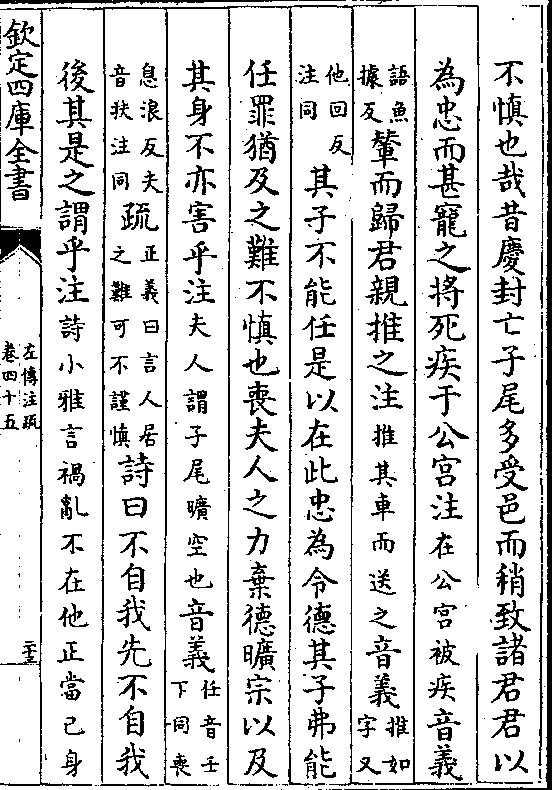 不慎也哉昔慶封亡子尾多受邑而稍致諸君君以
為忠而甚寵之將死疾于公宮注在公宮被疾音義
語魚據反輦而歸君親推之注推其車而送之音義推如字又
他回反注同其子不能任是以在此忠為令德其子弗能
任罪猶及之難不慎也喪夫人之力棄德曠宗以及
其身不亦害乎注夫人謂子尾曠空也音義任音壬下同喪
息浪反夫音扶注同疏正義曰言人居之難可不謹慎詩曰不自我先不自我
後其是之謂乎注詩小雅言禍亂不在他正當己身
欽定四庫全書
左傳注疏
卷四十五